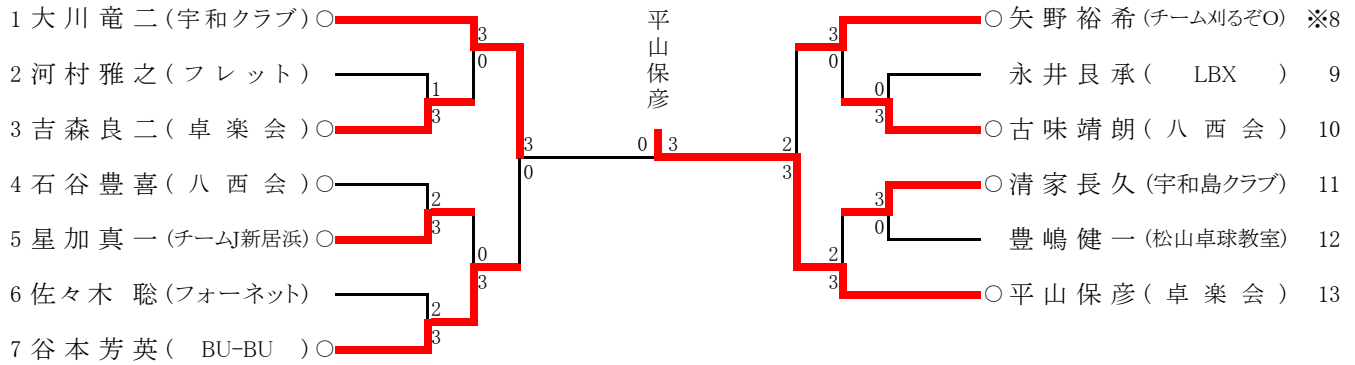 1 大川竜二 (宇和クラブ) ○
2 河村雅之 (フレット)
3 吉森良二 (卓楽会) ○
4 石谷豊喜 (八西会) ○
5 星加真一 (チームJ新居浜) ○
6 佐々木 聡 (フォーネット)
7 谷本芳英 ( BU-BU ) ○
3
0
1
3
2
3
0
3
2
3
3
0
平山保彦
0 3
2
3
3
0
0
3
3
0
2
3
○ 矢野裕希 (チーム刈るぞO) ※8
永井良承 ( LBX ) 9
○ 古味靖朗 (八西会) 10
○ 清家長久 (宇和島クラブ) 11
豊嶋健一 (松山卓球教室) 12
○ 平山保彦 (卓楽会) 13